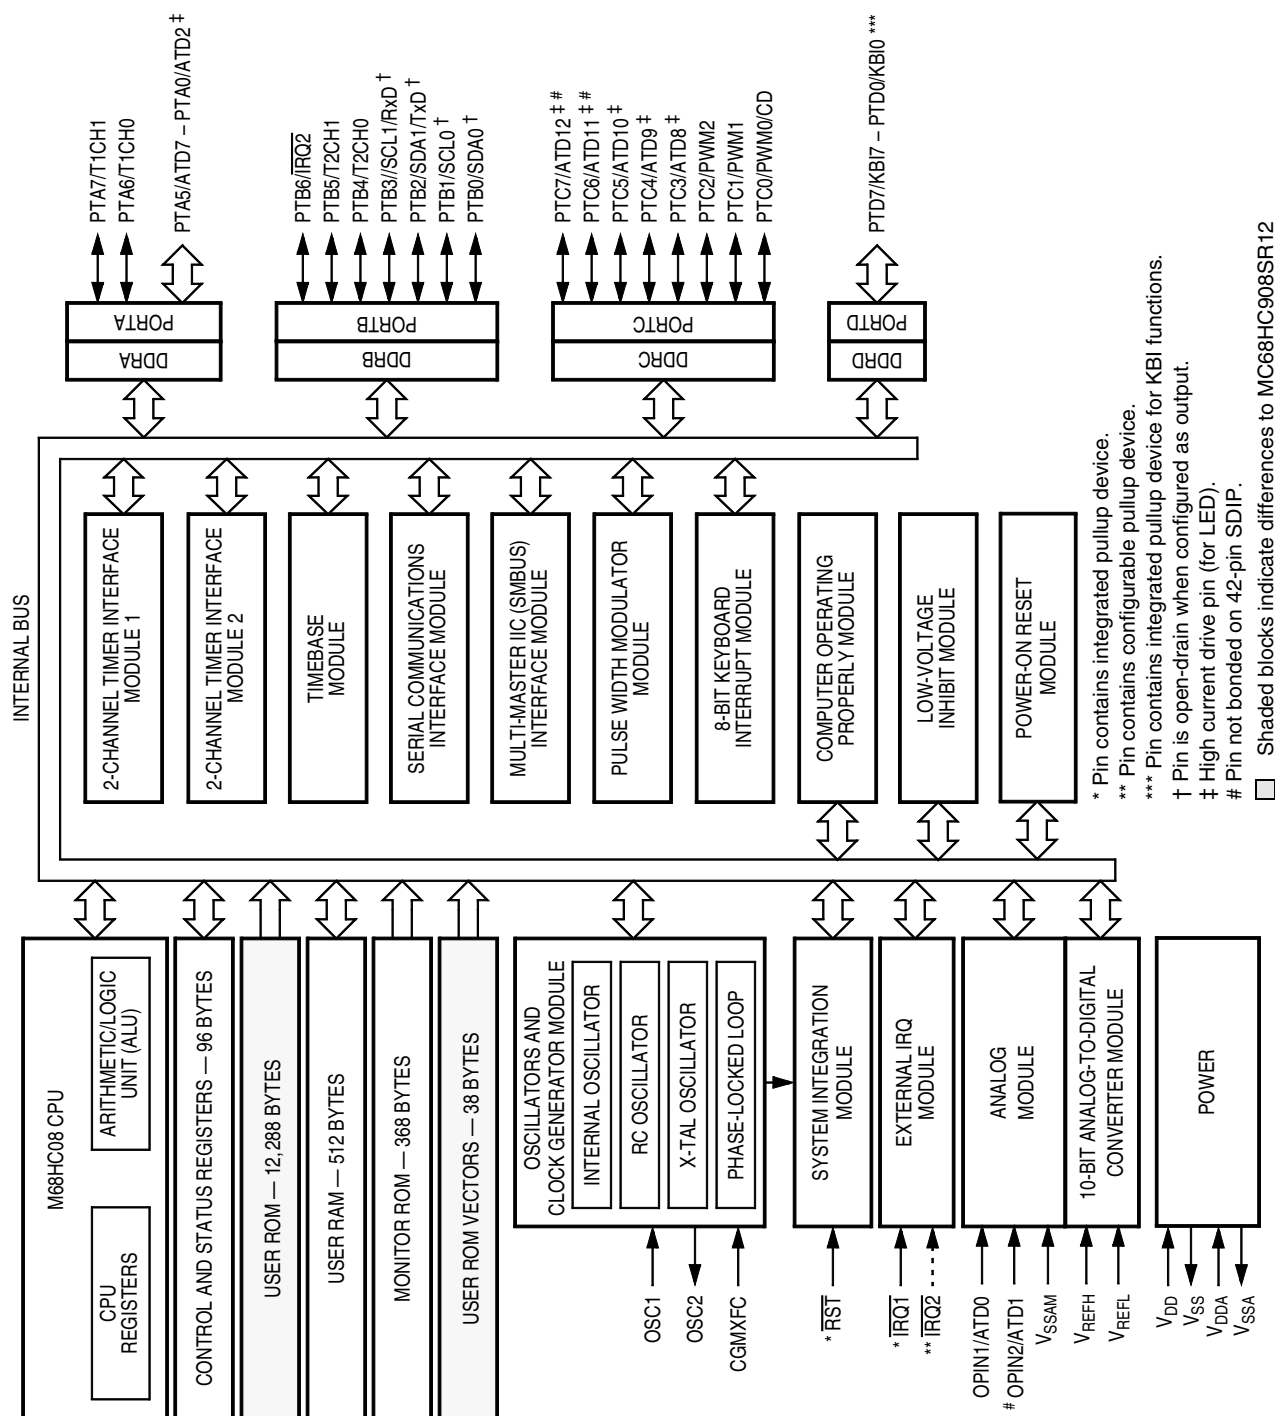 INTERNAL BUS
M68HC08 CPU
CPU
REGISTERS
ARITHMETIC/LOGIC
UNIT (ALU)
CONTROL AND STATUS REGISTERS — 96 BYTES
USER ROM — 12,288 BYTES
USER RAM — 512 BYTES
MONITOR ROM — 368 BYTES
USER ROM VECTORS — 38 BYTES
OSCILLATORS AND
CLOCK GENERATOR MODULE
INTERNAL OSCILLATOR
RC OSCILLATOR
X-TAL OSCILLATOR
PHASE-LOCKED LOOP
OSC1
OSC2
CGMXFC
SYSTEM INTEGRATION
MODULE
* RST
EXTERNAL IRQ
MODULE
* IRQ1
** IRQ2
ANALOG
MODULE
OPIN1/ATD0
# OPIN2/ATD1
VSSAM
10-BIT ANALOG-TO-DIGITAL
CONVERTER MODULE
VREFH
VREFL
POWER
VDD
VSS
VDDA
VSSA
2-CHANNEL TIMER INTERFACE
MODULE 1
2-CHANNEL TIMER INTERFACE
MODULE 2
TIMEBASE
MODULE
SERIAL COMMUNICATIONS
INTERFACE MODULE
MULTI-MASTER IIC (SMBUS)
INTERFACE MODULE
PULSE WIDTH MODULATOR
MODULE
8-BIT KEYBOARD
INTERRUPT MODULE
COMPUTER OPERATING
PROPERLY MODULE
LOW-VOLTAGE
INHIBIT MODULE
POWER-ON RESET
MODULE
DDRA
PORTA
PTA7/T1CH1
PTA6/T1CH0
PTA5/ATD7 – PTA0/ATD2 ‡
DDRB
PORTB
PTB6/IRQ2
PTB5/T2CH1
PTB4/T2CH0
PTB3//SCL1/RxD †
PTB2/SDA1/TxD †
PTB1/SCL0 †
PTB0/SDA0 †
DDRC
PORTC
PTC7/ATD12 ‡ #
PTC6/ATD11 ‡ #
PTC5/ATD10 ‡
PTC4/ATD9 ‡
PTC3/ATD8 ‡
PTC2/PWM2
PTC1/PWM1
PTC0/PWM0/CD
DDRD
PORTD
PTD7/KBI7 – PTD0/KBI0 ***
* Pin contains integrated pullup device.
** Pin contains configurable pullup device.
*** Pin contains integrated pullup device for KBI functions.
† Pin is open-drain when configured as output.
‡ High current drive pin (for LED).
# Pin not bonded on 42-pin SDIP.
Shaded blocks indicate differences to MC68HC908SR12